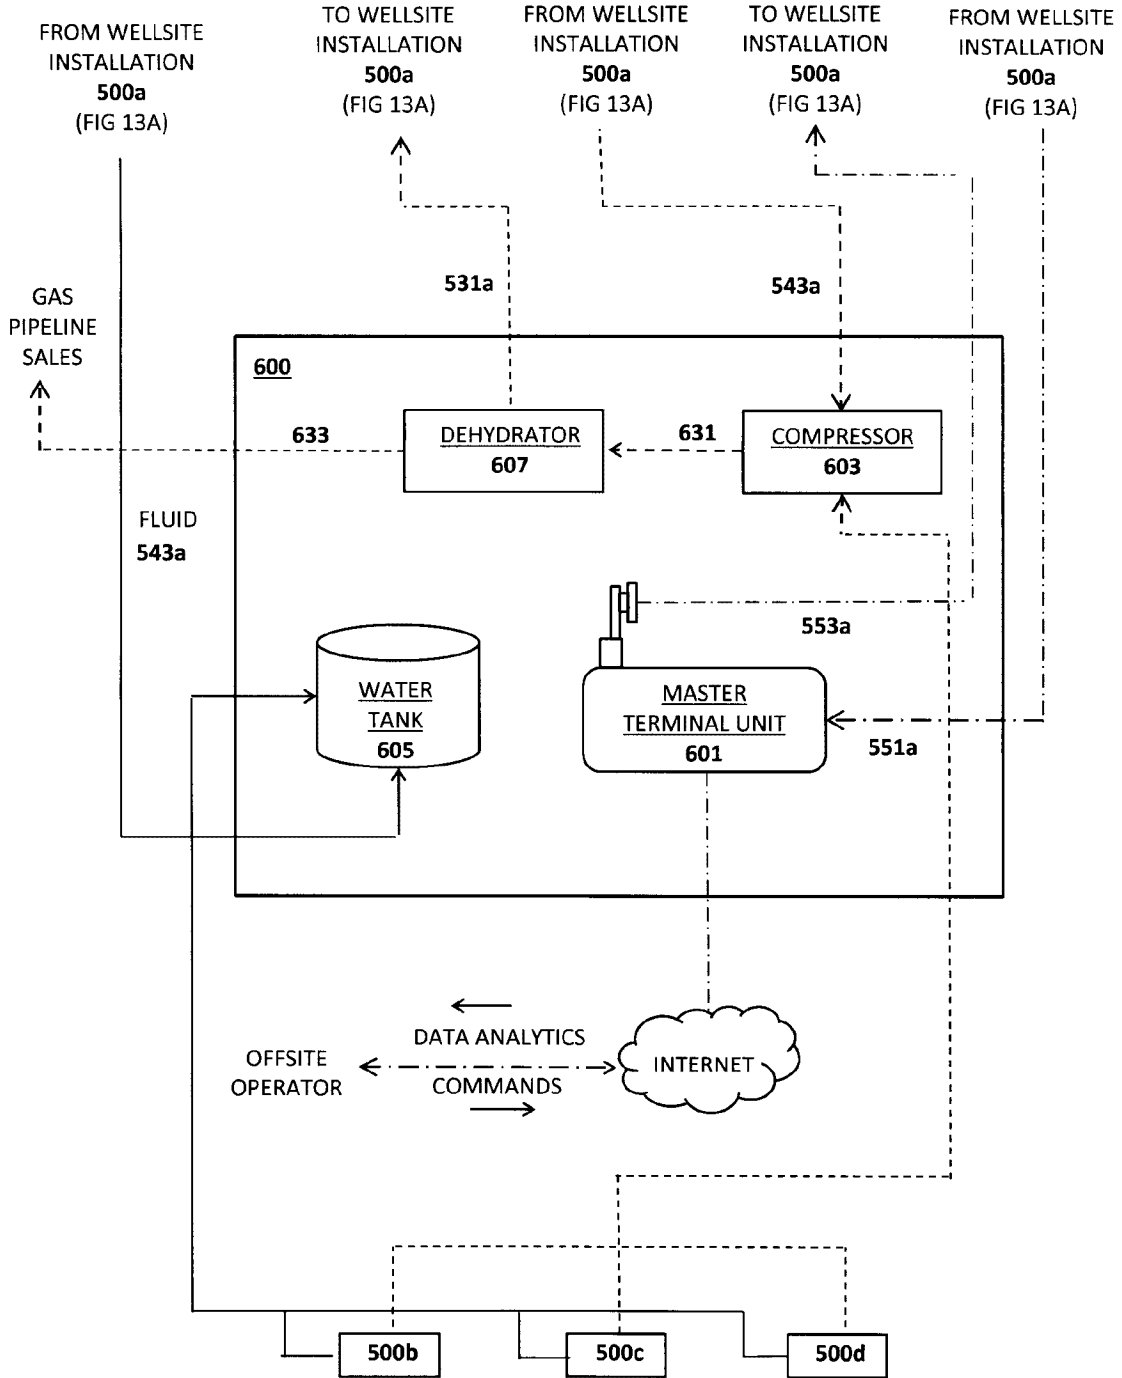 FROM WELLSITE
INSTALLATION
500a
(FIG 13A)
TO WELLSITE
INSTALLATION
500a
(FIG 13A)
FROM WELLSITE
INSTALLATION
500a
(FIG 13A)
TO WELLSITE
INSTALLATION
500a
(FIG 13A)
FROM WELLSITE
INSTALLATION
500a
(FIG 13A)
531a
543a
GAS
PIPELINE
SALES
600
633
DEHYDRATOR
607
631
COMPRESSOR
603
FLUID
543a
553a
WATER
TANK
605
MASTER
TERMINAL UNIT
601
551a
OFFSITE
OPERATOR
DATA ANALYTICS
COMMANDS
INTERNET
500b
500c
500d